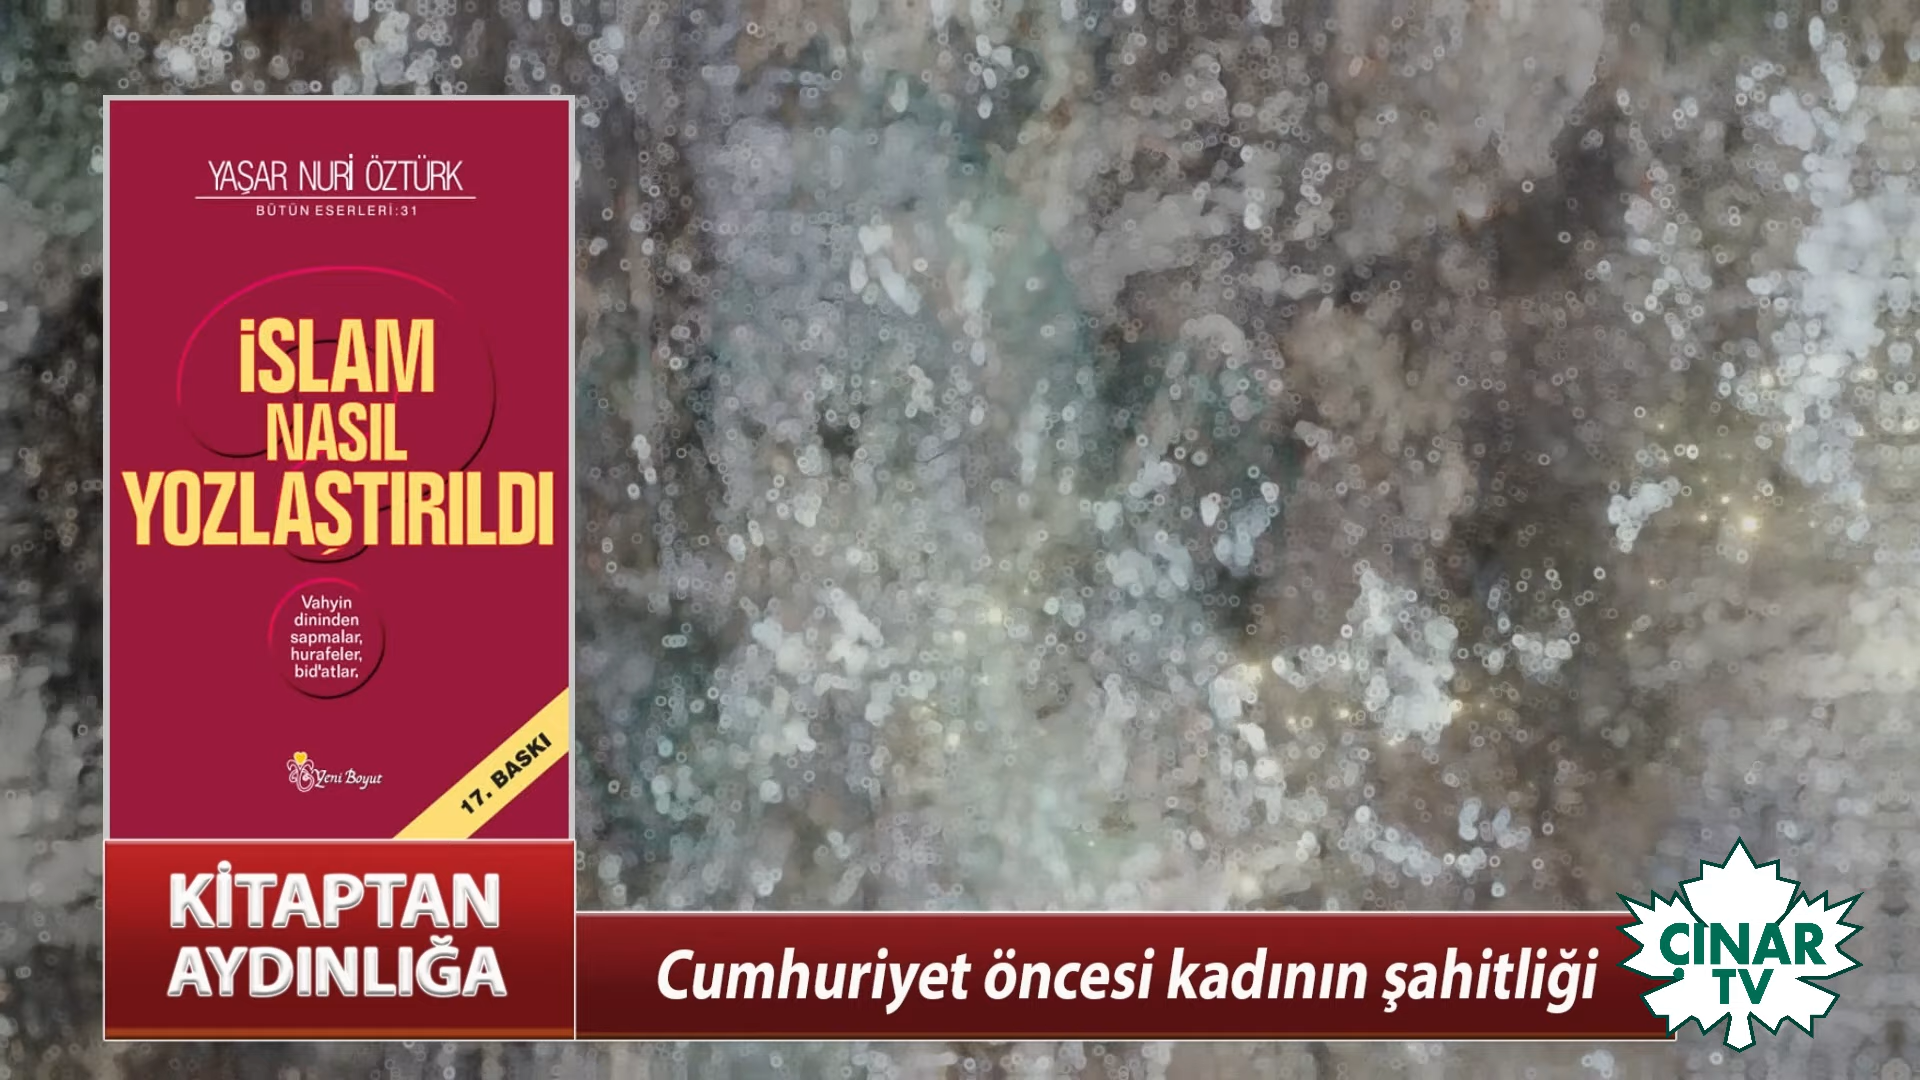 YAŞAR NURİ ÖZTÜRK
BÜTÜN ESERLERİ:31
İSLAM
NASIL
YOZLAŞTIRILDI
Vahyin
dininden
sapmalar,
hurafeler,
bid'atlar.
17. BASKI
Yeni Boyut
KİTAPTAN
AYDINLIĞA
Cumhuriyet öncesi kadının şahitliği
ÇINAR
TV